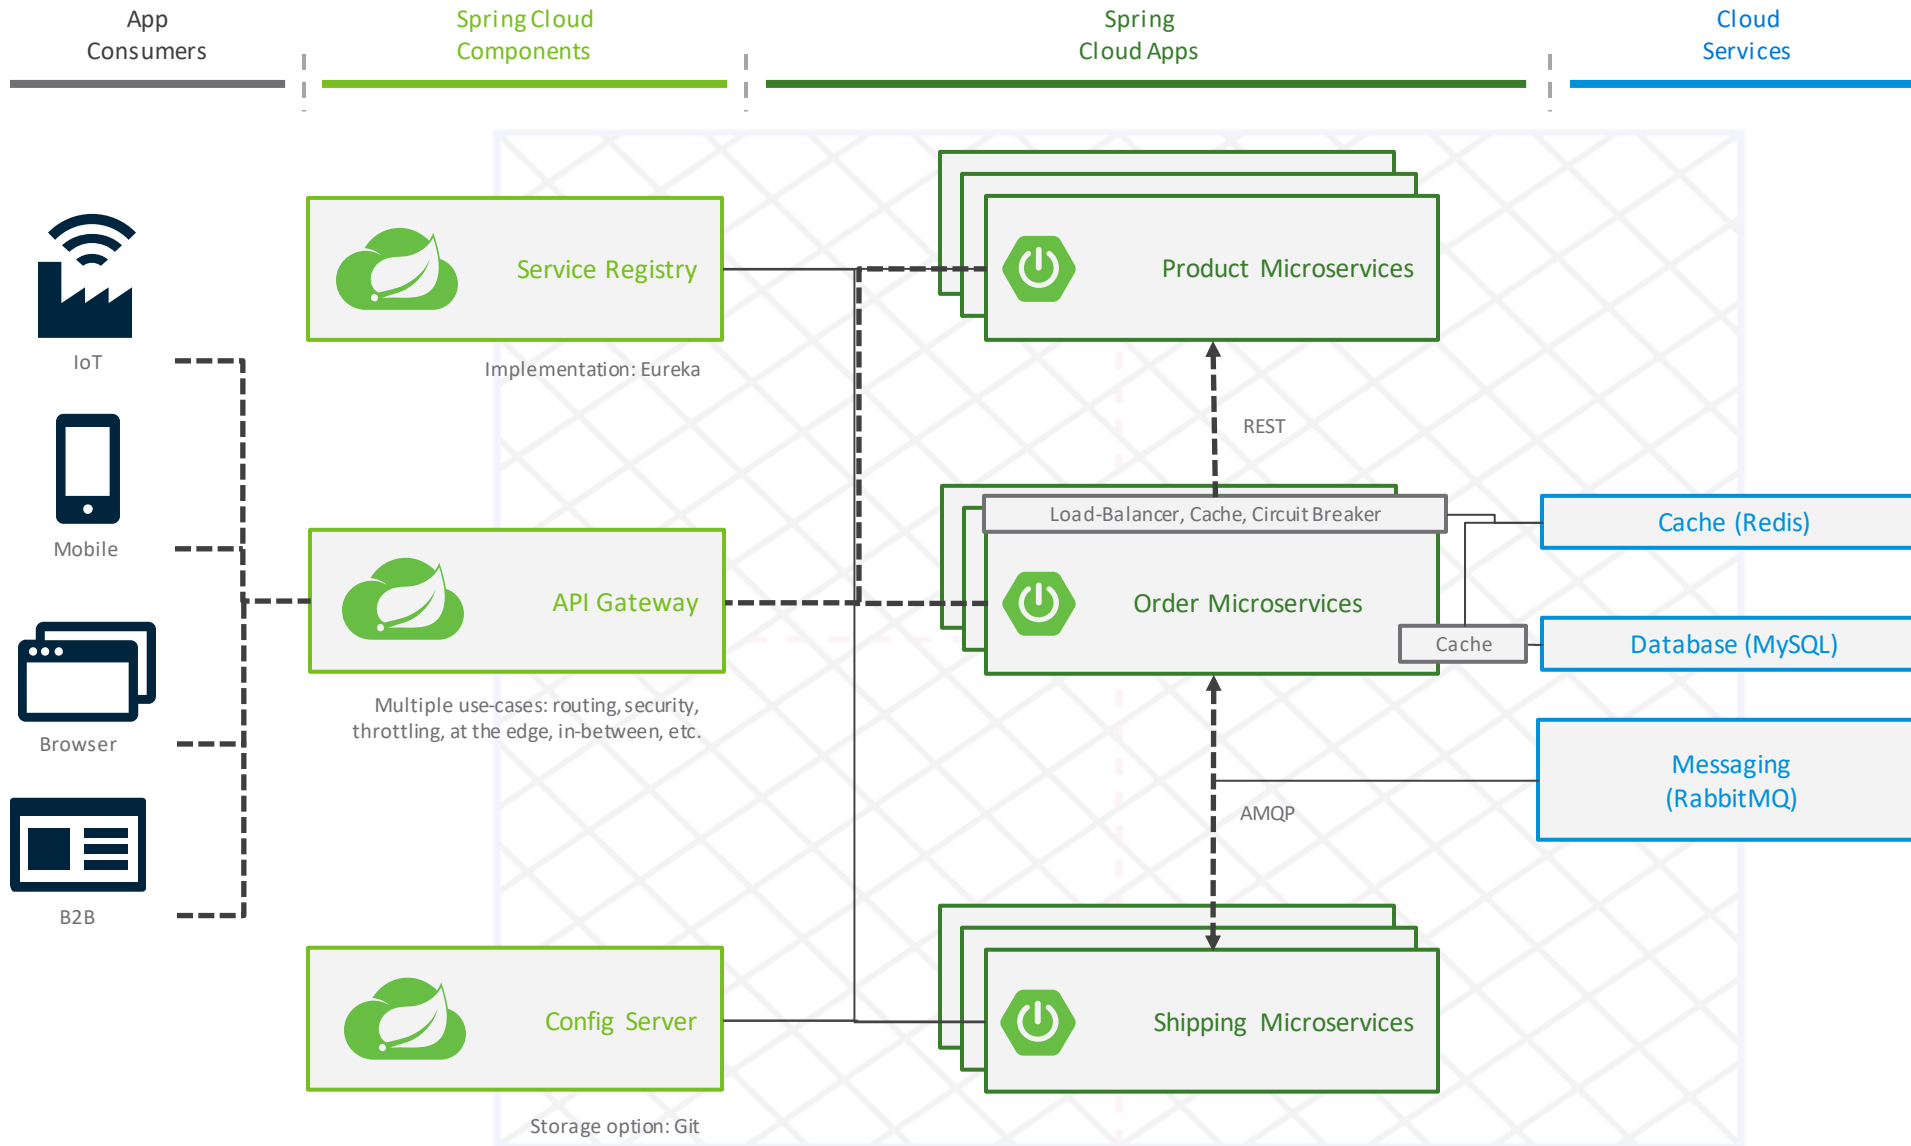 App
Consumers
Spring Cloud
Components
Spring
Cloud Apps
Cloud
Services
IoT
Mobile
Browser
B2B
Service Registry
Implementation: Eureka
API Gateway
Multiple use-cases: routing, security,
throttling, at the edge, in-between, etc.
Config Server
Storage option: Git
Product Microservices
REST
Load-Balancer, Cache, Circuit Breaker
Order Microservices
Cache
AMQP
Shipping Microservices
Cache (Redis)
Database (MySQL)
Messaging
(RabbitMQ)